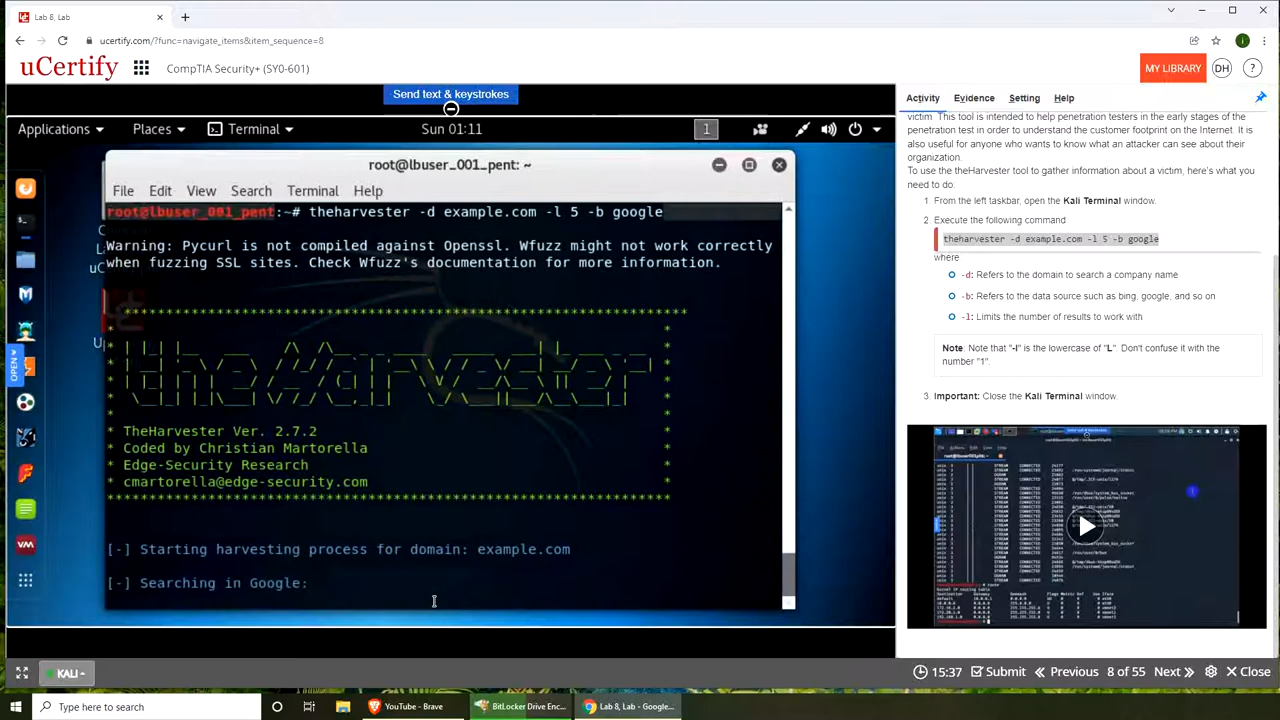 Lab 8, Lab
ucertify.com/?func=navigate_items&item_sequence=8
uCertify
CompTIA Security+ (SY0-601)
MY LIBRARY
DH
?
Send text & keystrokes
Activity
Evidence
Setting
Help
Applications
Places
Terminal
Sun 01:11
1
root@lbuser_001_pent: ~
File Edit View Search Terminal Help
root@lbuser_001_pent:~# theharvester -d example.com -l 5 -b google
Warning: Pycurl is not compiled against Openssl. Wfuzz might not work correctly
when fuzzing SSL sites. Check Wfuzz's documentation for more information.
theHarvester
* TheHarvester Ver. 2.7.2
* Coded by Christian Martorella
* Edge-Security Research
* cmartorella@edge-security.com
[-] Starting harvesting process for domain: example.com
[-] Searching in Google:
OPEN
victim. This tool is intended to help penetration testers in the early stages of the
penetration test in order to understand the customer footprint on the Internet. It is
also useful for anyone who wants to know what an attacker can see about their
organization.
To use the theHarvester tool to gather information about a victim, here's what you
need to do:
1 From the left taskbar, open the Kali Terminal window.
2 Execute the following command
theharvester -d example.com -l 5 -b google
where
-d: Refers to the domain to search a company name
-b: Refers to the data source such as bing, google, and so on
-l: Limits the number of results to work with
Note: Note that "-l" is the lowercase of "L". Don't confuse it with the
number "1".
3. Important: Close the Kali Terminal window.
KALI
15:37
Submit
Previous
8 of 55
Next
Close
Type here to search
YouTube - Brave
BitLocker Drive Enc...
Lab 8, Lab - Google...